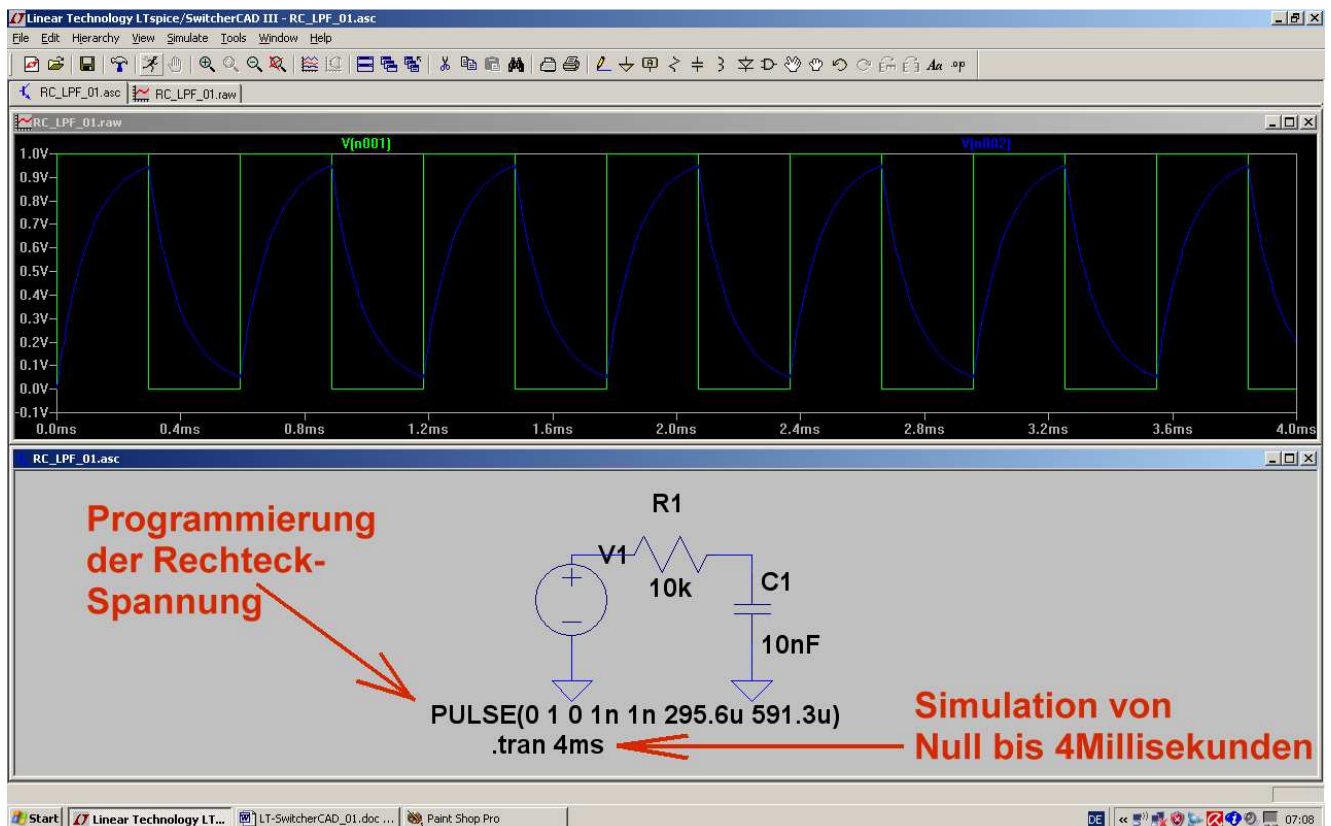 Linear Technology LTspice/SwitcherCAD III - RC_LPF_01.asc
File Edit Hierarchy View Simulate Tools Window Help
RC_LPF_01.asc RC_LPF_01.raw
RC_LPF_01.raw
V(n001) V(n002)
1.0V
0.9V
0.8V
0.7V
0.6V
0.5V
0.4V
0.3V
0.2V
0.1V
0.0V
-0.1V
0.0ms 0.4ms 0.8ms 1.2ms 1.6ms 2.0ms 2.4ms 2.8ms 3.2ms 3.6ms 4.0ms
RC_LPF_01.asc
Programmierung
der Rechteck-
Spannung
R1
V1
10k
C1
10nF
PULSE(0 1 0 1n 1n 295.6u 591.3u)
.tran 4ms
Simulation von
Null bis 4Millisekunden
Start Linear Technology LT... LT-SwitcherCAD_01.doc ... Paint Shop Pro DE « 07:08